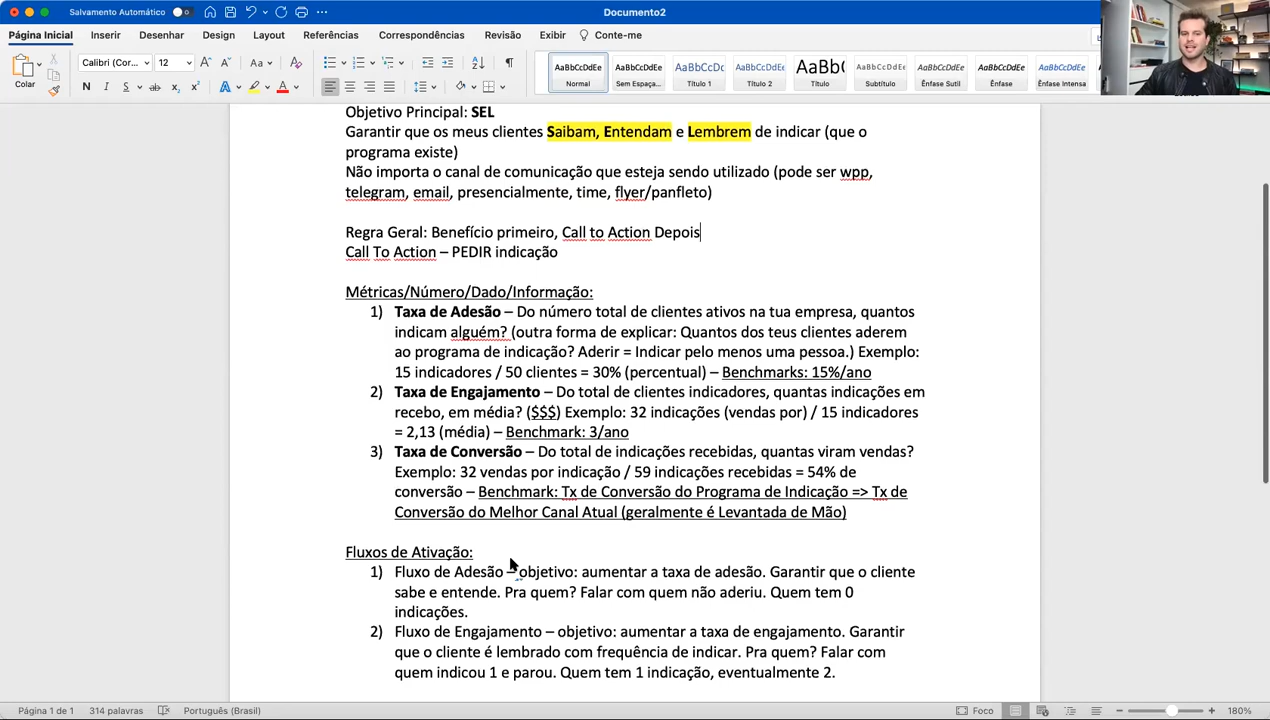 Salvamento Automático
Documento2
Página Inicial Inserir Desenhar Design Layout Referências Correspondências Revisão Exibir Conte-me
Colar
Calibri (Cor... 12
AaBbCcDdEe AaBbCcDdEe AaBbCcDc AaBbCcDdEe AaBb( AaBbCcDdEe AaBbCcDdEe AaBbCcDdEe AaBbCcDdEe
Normal Sem Espaça... Título 1 Título 2 Título Subtítulo Ênfase Sutil Ênfase Ênfase Intensa
Objetivo Principal: SEL
Garantir que os meus clientes Saibam, Entendam e Lembrem de indicar (que o
programa existe)
Não importa o canal de comunicação que esteja sendo utilizado (pode ser wpp,
telegram, email, presencialmente, time, flyer/panfleto)
Regra Geral: Benefício primeiro, Call to Action Depois
Call To Action – PEDIR indicação
Métricas/Número/Dado/Informação:
1) Taxa de Adesão – Do número total de clientes ativos na tua empresa, quantos
indicam alguém? (outra forma de explicar: Quantos dos teus clientes aderem
ao programa de indicação? Aderir = Indicar pelo menos uma pessoa.) Exemplo:
15 indicadores / 50 clientes = 30% (percentual) – Benchmarks: 15%/ano
2) Taxa de Engajamento – Do total de clientes indicadores, quantas indicações em
recebo, em média? ($$$) Exemplo: 32 indicações (vendas por) / 15 indicadores
= 2,13 (média) – Benchmark: 3/ano
3) Taxa de Conversão – Do total de indicações recebidas, quantas viram vendas?
Exemplo: 32 vendas por indicação / 59 indicações recebidas = 54% de
conversão – Benchmark: Tx de Conversão do Programa de Indicação => Tx de
Conversão do Melhor Canal Atual (geralmente é Levantada de Mão)
Fluxos de Ativação:
1) Fluxo de Adesão – objetivo: aumentar a taxa de adesão. Garantir que o cliente
sabe e entende. Pra quem? Falar com quem não aderiu. Quem tem 0
indicações.
2) Fluxo de Engajamento – objetivo: aumentar a taxa de engajamento. Garantir
que o cliente é lembrado com frequência de indicar. Pra quem? Falar com
quem indicou 1 e parou. Quem tem 1 indicação, eventualmente 2.
Página 1 de 1 314 palavras Português (Brasil) Foco 180%